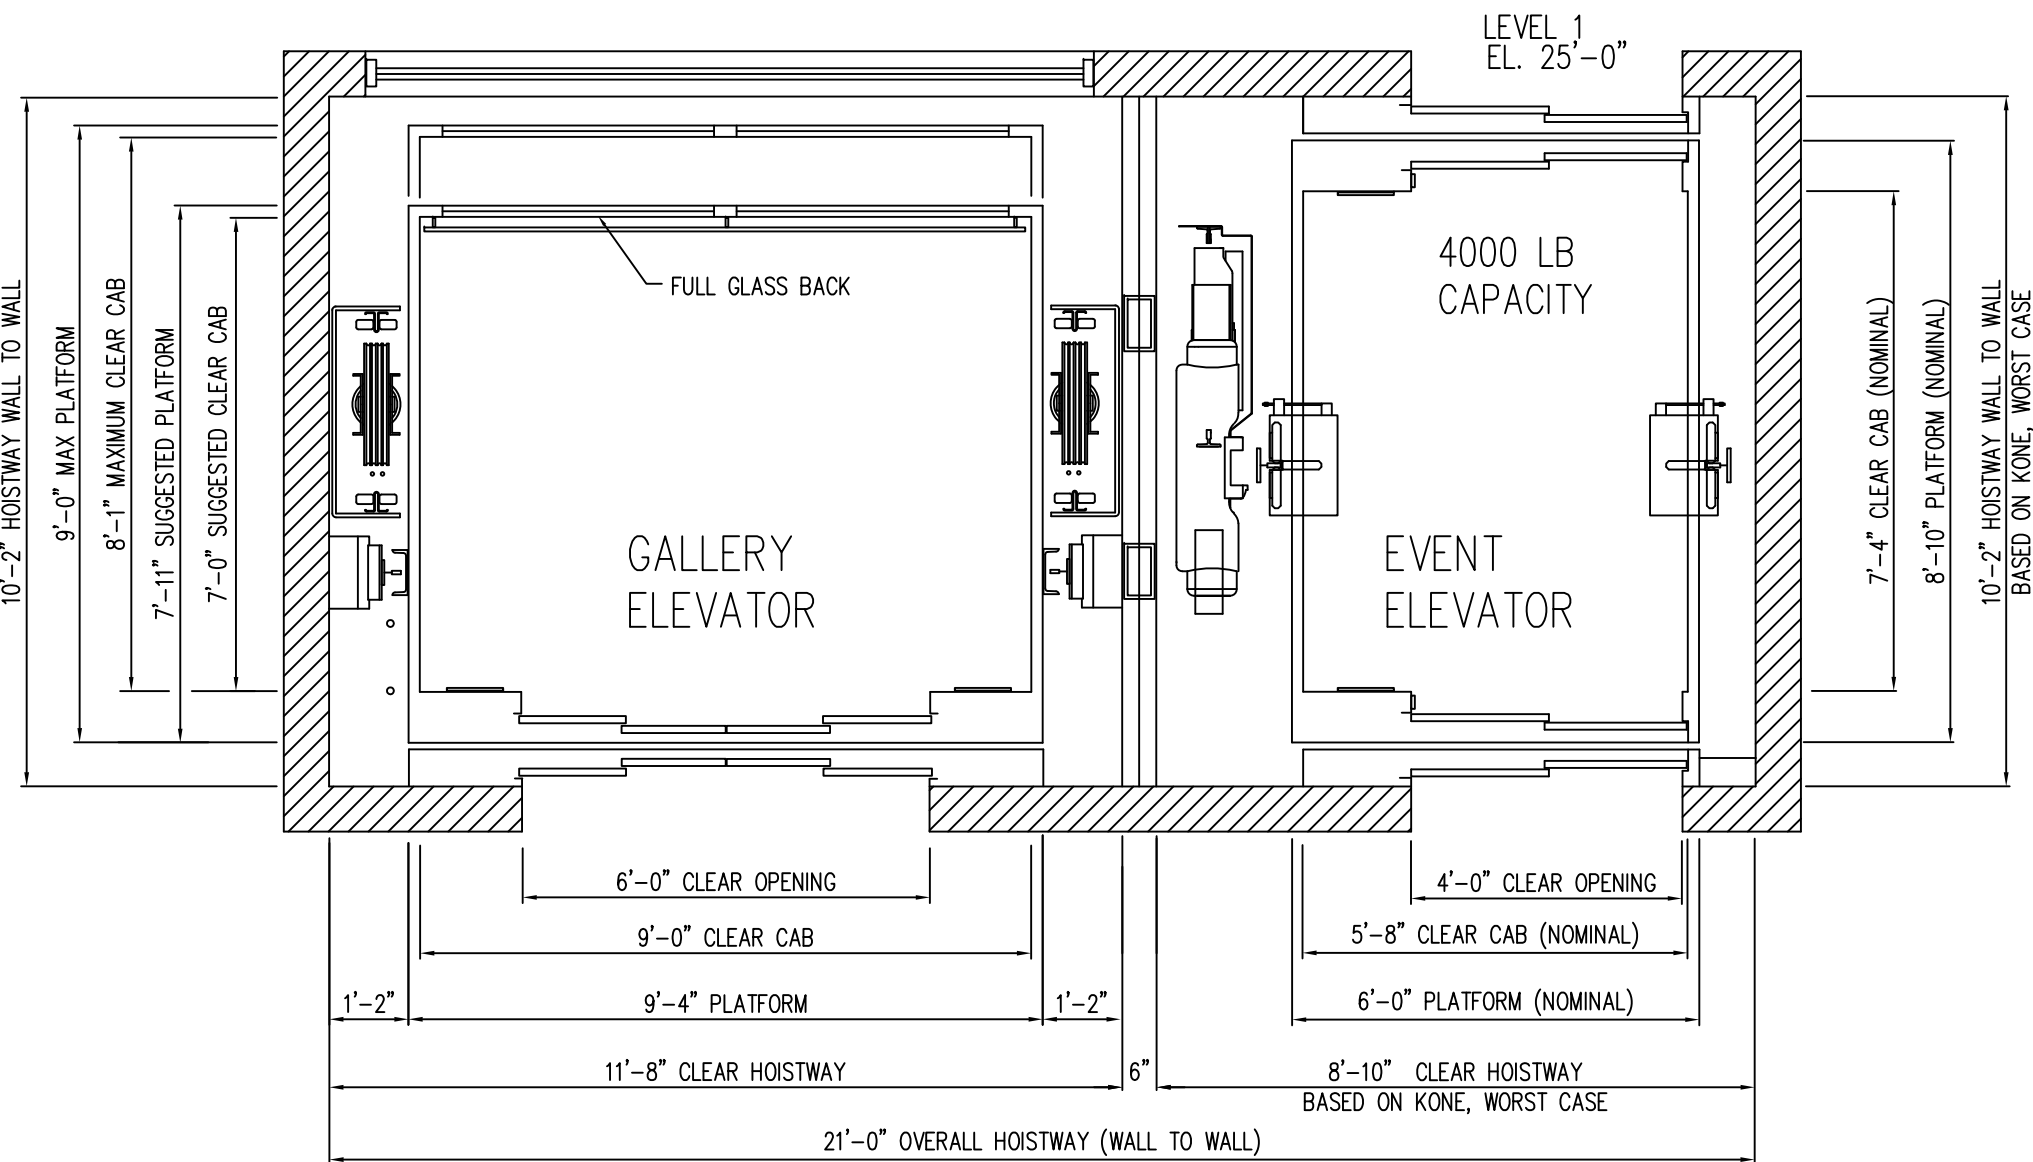 LEVEL 1
EL. 25'-0"
FULL GLASS BACK
4000 LB
CAPACITY
GALLERY
ELEVATOR
EVENT
ELEVATOR
10'-2" HOISTWAY WALL TO WALL
9'-0" MAX PLATFORM
8'-1" MAXIMUM CLEAR CAB
7'-11" SUGGESTED PLATFORM
7'-0" SUGGESTED CLEAR CAB
7'-4" CLEAR CAB (NOMINAL)
8'-10" PLATFORM (NOMINAL)
10'-2" HOISTWAY WALL TO WALL
BASED ON KONE, WORST CASE
6'-0" CLEAR OPENING
4'-0" CLEAR OPENING
9'-0" CLEAR CAB
5'-8" CLEAR CAB (NOMINAL)
1'-2"
9'-4" PLATFORM
1'-2"
6'-0" PLATFORM (NOMINAL)
11'-8" CLEAR HOISTWAY
6"
8'-10" CLEAR HOISTWAY
BASED ON KONE, WORST CASE
21'-0" OVERALL HOISTWAY (WALL TO WALL)